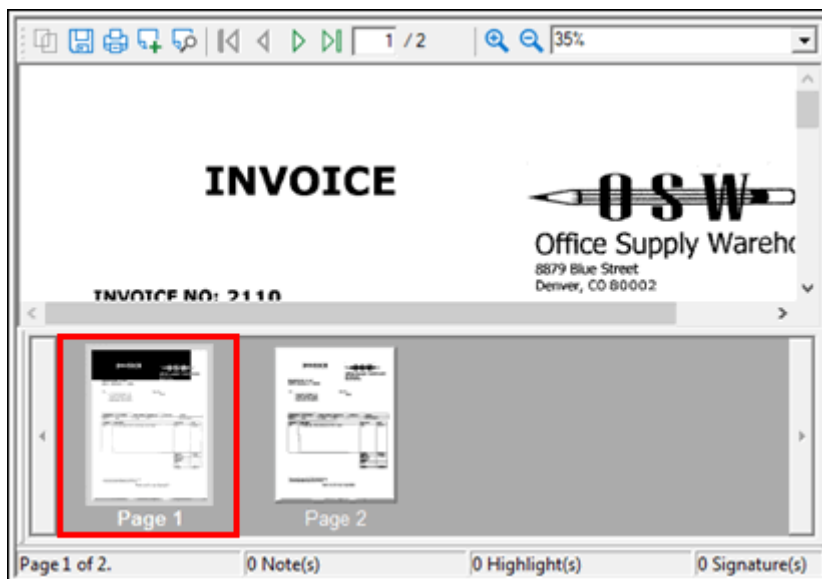 1 /2 35%
INVOICE
OSW
Office Supply Wareho
8879 Blue Street
Denver, CO 80002
INVOICE NO: 2110
Page 1
Page 2
Page 1 of 2. 0 Note(s) 0 Highlight(s) 0 Signature(s)